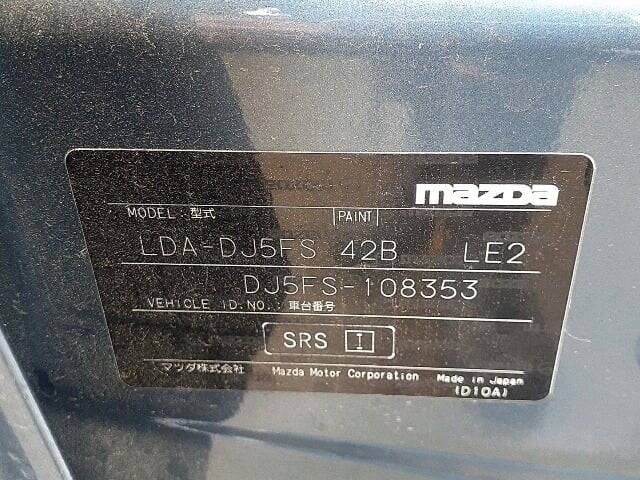 mazda
MODEL : 型式 PAINT
LDA-DJ5FS 42B LE2
DJ5FS-108353
VEHICLE ID.NO.: 車台番号
SRS I
マツダ株式会社 Mazda Motor Corporation Made in Japan
(D10A)